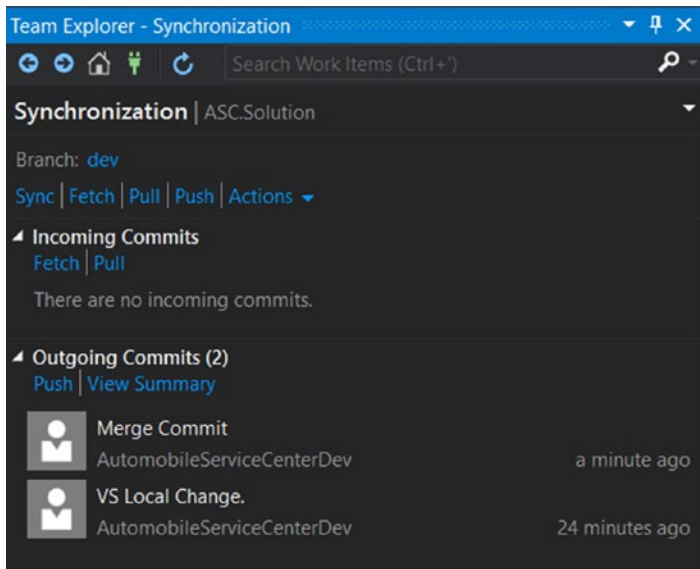 Team Explorer - Synchronization
Search Work Items (Ctrl+')
Synchronization | ASC.Solution
Branch: dev
Sync | Fetch | Pull | Push | Actions
Incoming Commits
Fetch | Pull
There are no incoming commits.
Outgoing Commits (2)
Push | View Summary
Merge Commit
AutomobileServiceCenterDev a minute ago
VS Local Change.
AutomobileServiceCenterDev 24 minutes ago